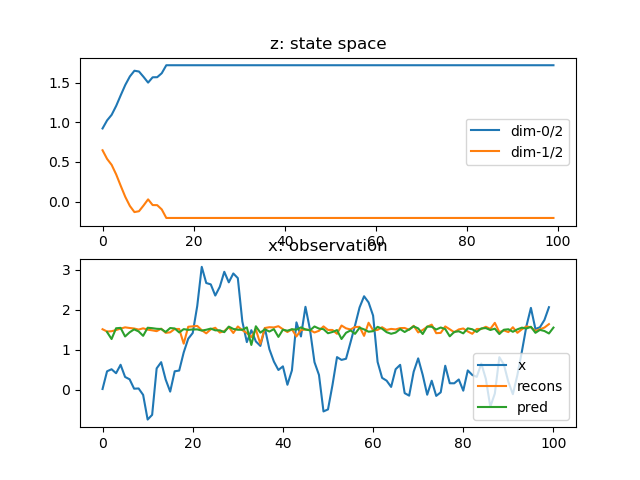 z: state space
1.5
1.0
0.5
0.0
dim-0/2
dim-1/2
0 20 40 60 80 100
x: observation
3
2
1
0
x
recons
pred
0 20 40 60 80 100